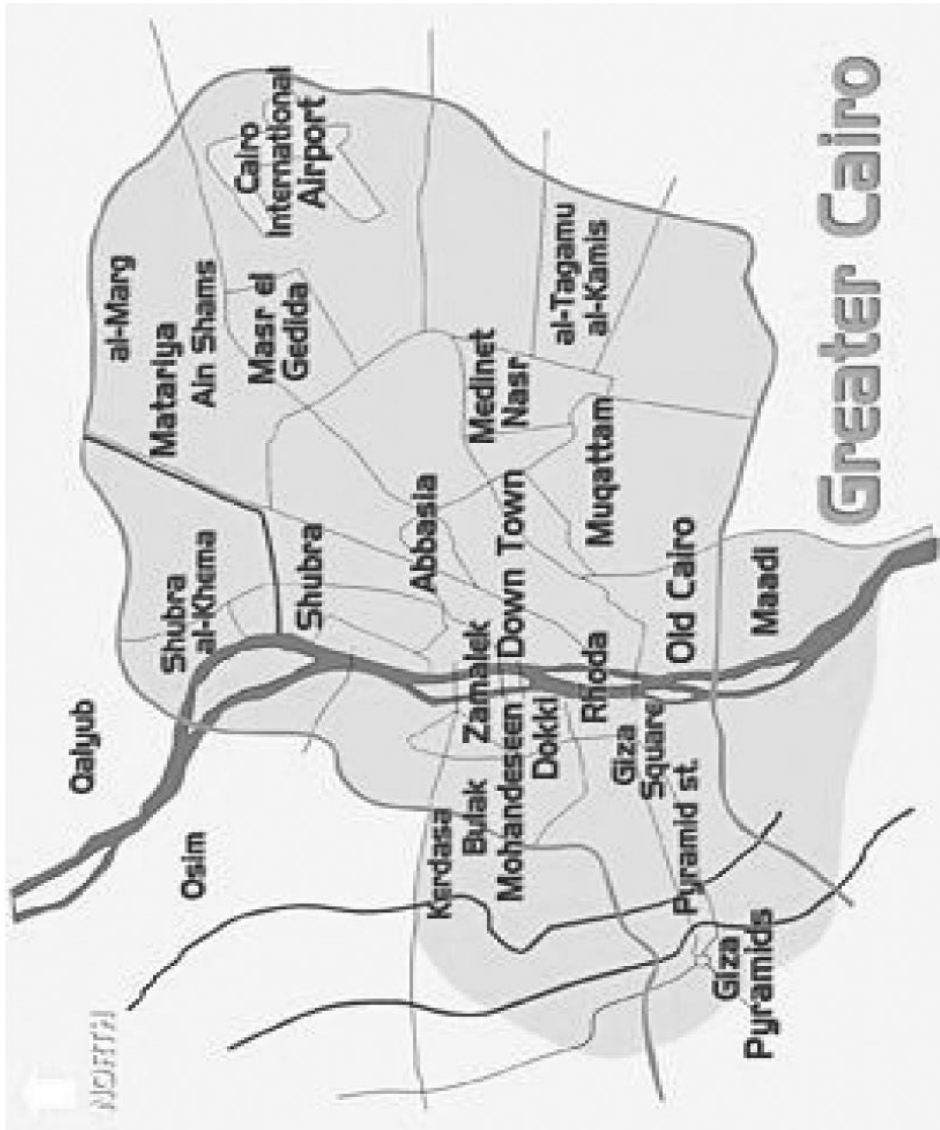 NORTH
Qalyub
Osim
Shubra
al-Khema
al-Marg
Matariya
Ain Shams
Masr el
Gedida
Cairo
International
Airport
Shubra
Abbasia
Kerdasa
Bulak
Zamalek
Mohandeseen
Down Town
Dokki
Medinet
Nasr
al-Tagamu
al-Kamis
Rhoda
Muqattam
Giza
Square
Pyramid st.
Old Cairo
Giza
Pyramids
Maadi
Greater Cairo